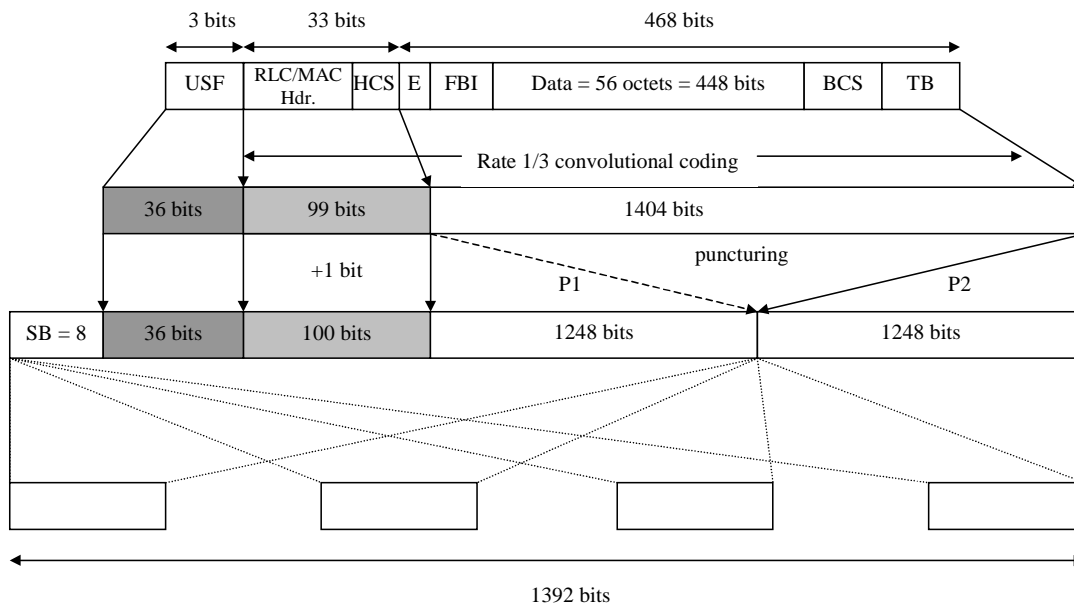 3 bits 33 bits 468 bits
USF RLC/MAC Hdr. HCS E FBI Data = 56 octets = 448 bits BCS TB
Rate 1/3 convolutional coding
36 bits 99 bits 1404 bits
+1 bit puncturing
P1 P2
SB = 8 36 bits 100 bits 1248 bits 1248 bits
1392 bits